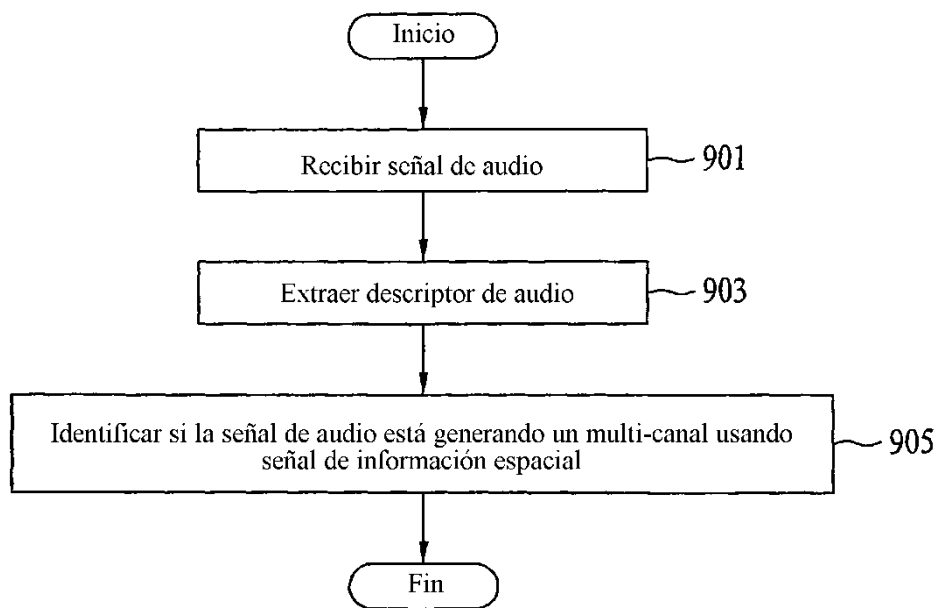 Inicio
Recibir señal de audio
901
Extraer descriptor de audio
903
Identificar si la señal de audio está generando un multi-canal usando
señal de información espacial
905
Fin